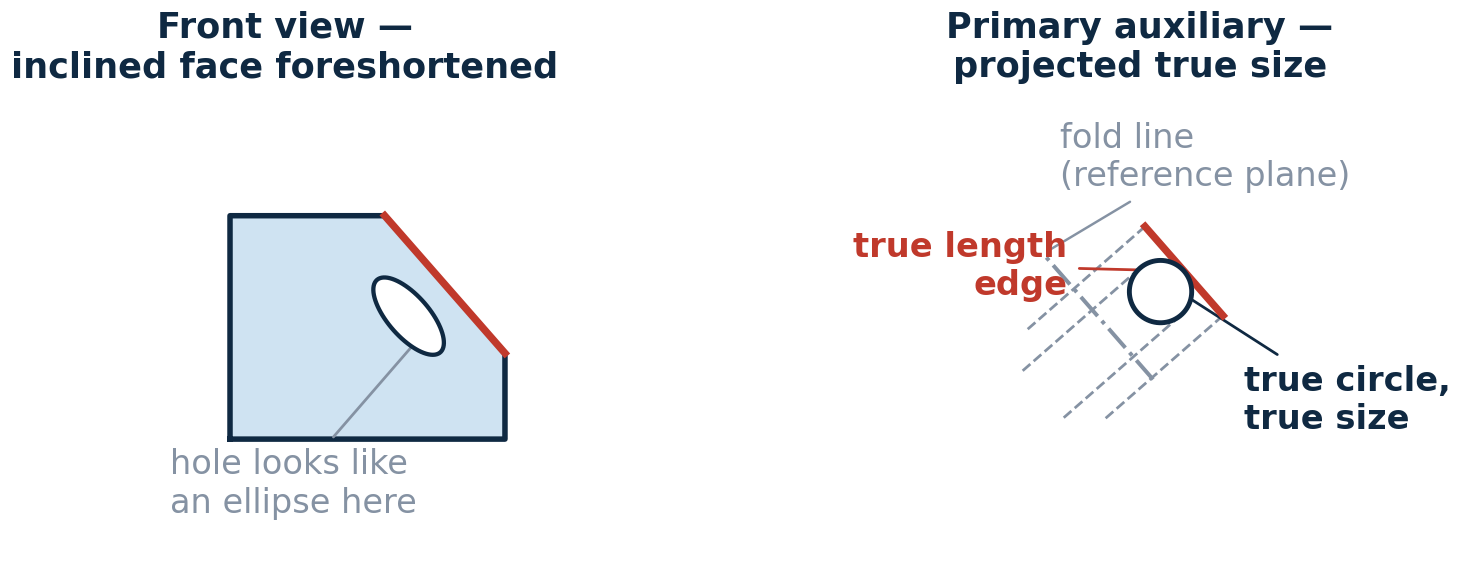 Front view —
inclined face foreshortened
hole looks like
an ellipse here
Primary auxiliary —
projected true size
fold line
(reference plane)
true length
edge
true circle,
true size